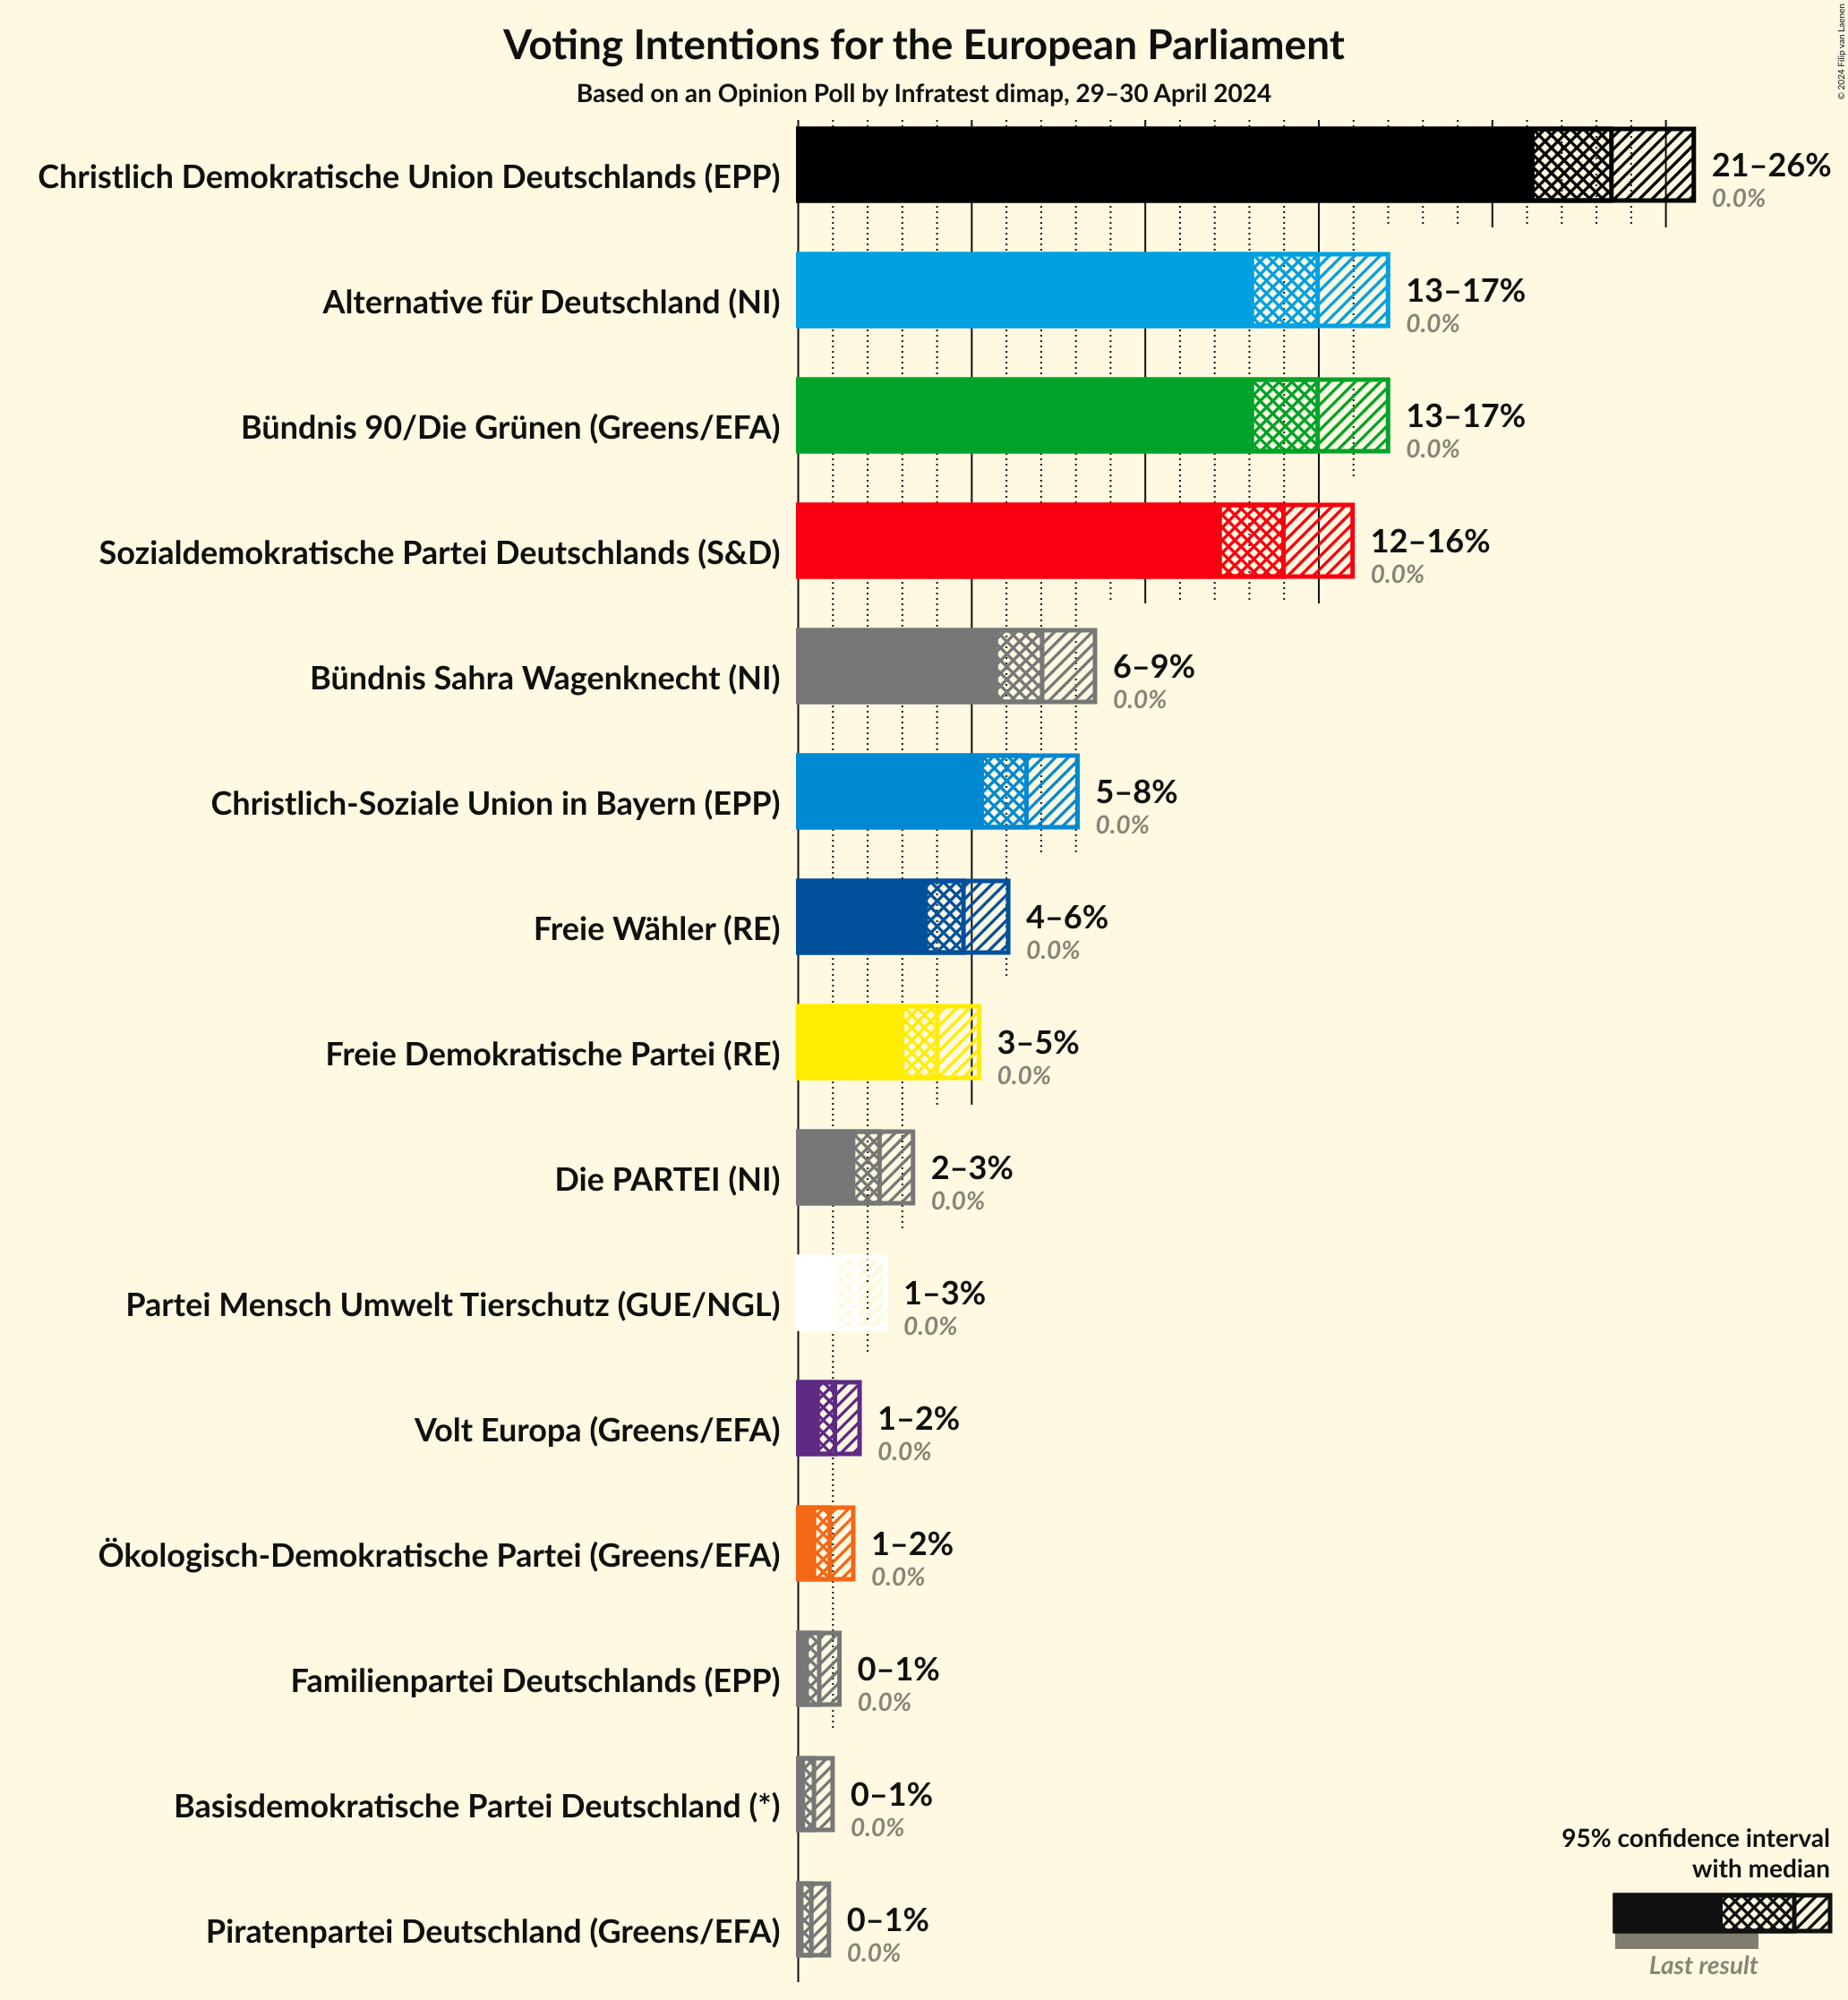 Voting Intentions for the European Parliament
Based on an Opinion Poll by Infratest dimap, 29–30 April 2024
© 2024 Filip van Laenen
Christlich Demokratische Union Deutschlands (EPP)
21–26%
0.0%
Alternative für Deutschland (NI)
13–17%
0.0%
Bündnis 90/Die Grünen (Greens/EFA)
13–17%
0.0%
Sozialdemokratische Partei Deutschlands (S&D)
12–16%
0.0%
Bündnis Sahra Wagenknecht (NI)
6–9%
0.0%
Christlich-Soziale Union in Bayern (EPP)
5–8%
0.0%
Freie Wähler (RE)
4–6%
0.0%
Freie Demokratische Partei (RE)
3–5%
0.0%
Die PARTEI (NI)
2–3%
0.0%
Partei Mensch Umwelt Tierschutz (GUE/NGL)
1–3%
0.0%
Volt Europa (Greens/EFA)
1–2%
0.0%
Ökologisch-Demokratische Partei (Greens/EFA)
1–2%
0.0%
Familienpartei Deutschlands (EPP)
0–1%
0.0%
Basisdemokratische Partei Deutschland (*)
0–1%
0.0%
Piratenpartei Deutschland (Greens/EFA)
0–1%
0.0%
95% confidence interval
with median
Last result